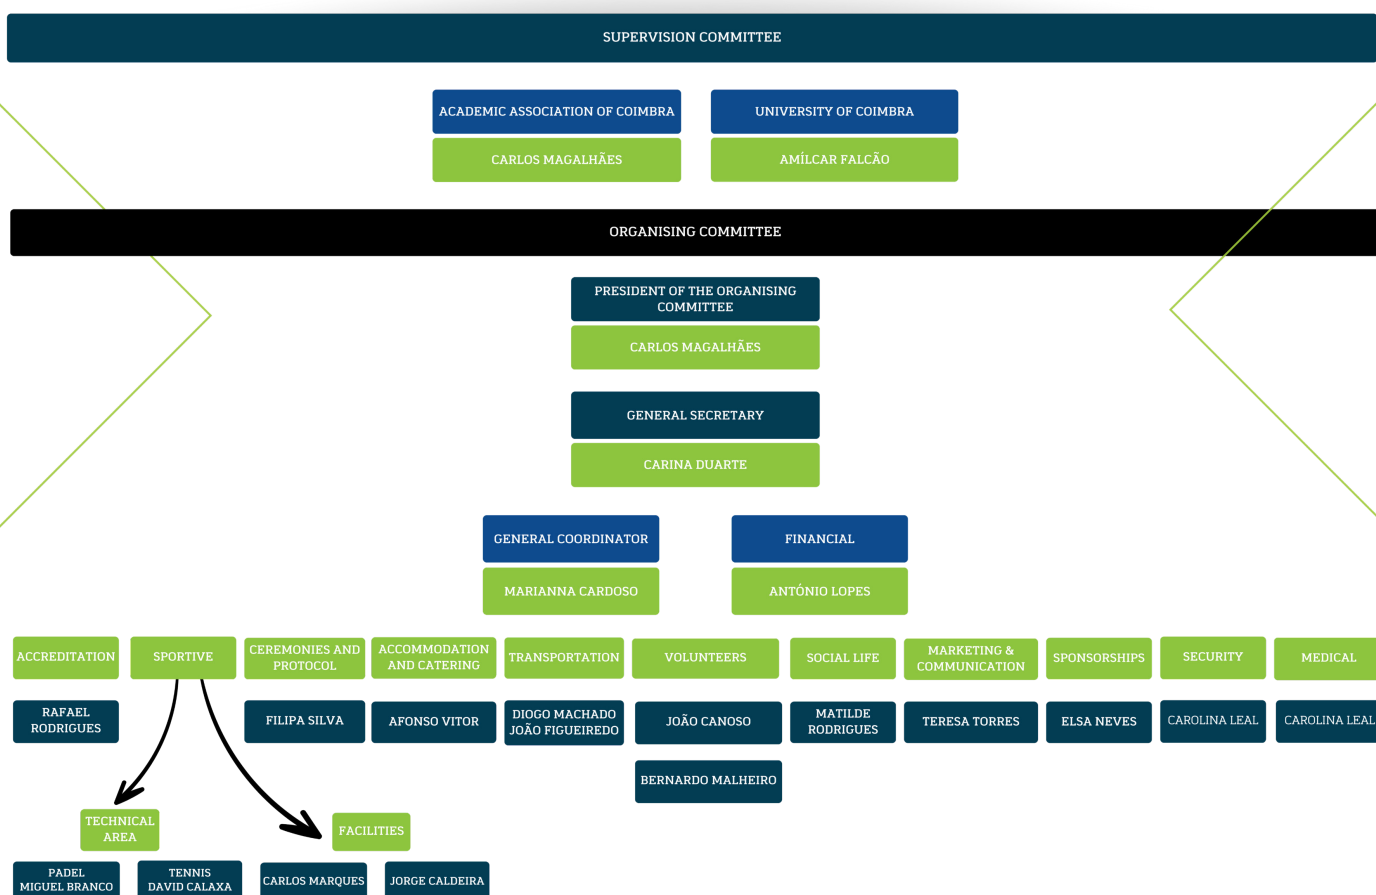 SUPERVISION COMMITTEE
ACADEMIC ASSOCIATION OF COIMBRA
UNIVERSITY OF COIMBRA
CARLOS MAGALHÃES
AMÍLCAR FALCÃO
ORGANISING COMMITTEE
PRESIDENT OF THE ORGANISING
COMMITTEE
CARLOS MAGALHÃES
GENERAL SECRETARY
CARINA DUARTE
GENERAL COORDINATOR
FINANCIAL
MARIANNA CARDOSO
ANTÓNIO LOPES
ACCREDITATION
SPORTIVE
CEREMONIES AND
PROTOCOL
ACCOMMODATION
AND CATERING
TRANSPORTATION
VOLUNTEERS
SOCIAL LIFE
MARKETING &
COMMUNICATION
SPONSORSHIPS
SECURITY
MEDICAL
RAFAEL
RODRIGUES
FILIPA SILVA
AFONSO VITOR
DIOGO MACHADO
JOÃO FIGUEIREDO
JOÃO CANOSO
MATILDE
RODRIGUES
TERESA TORRES
ELSA NEVES
CAROLINA LEAL
CAROLINA LEAL
BERNARDO MALHEIRO
TECHNICAL
AREA
FACILITIES
PADEL
MIGUEL BRANCO
TENNIS
DAVID CALAXA
CARLOS MARQUES
JORGE CALDEIRA